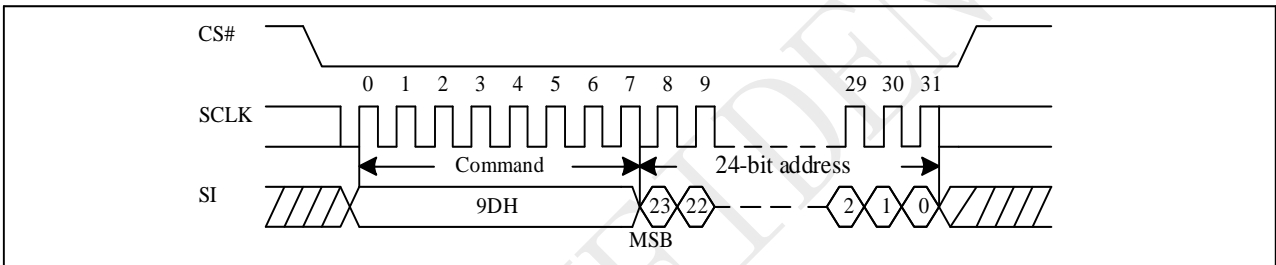 CS#
0 1 2 3 4 5 6 7 8 9 29 30 31
SCLK
Command 24-bit address
SI 9DH 23 22 2 1 0
MSB